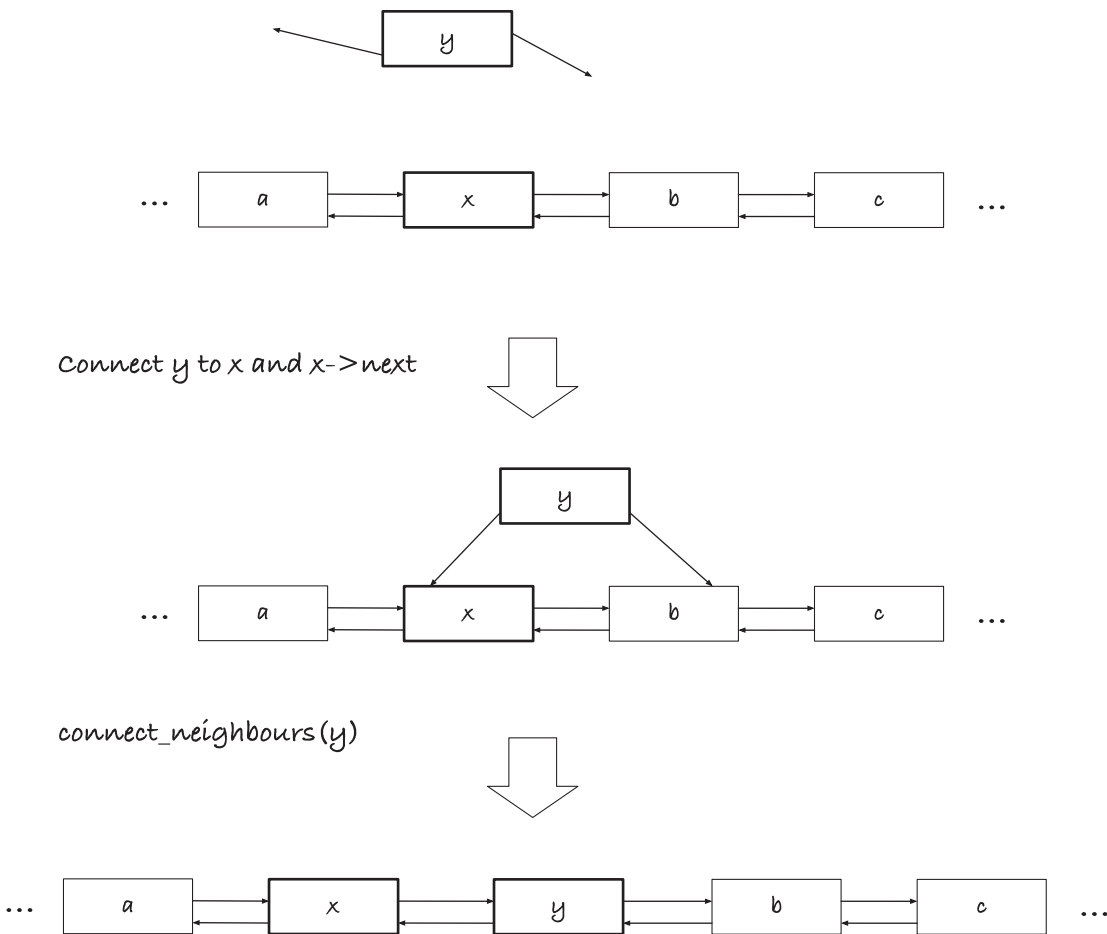 y
... a x b c ...
Connect y to x and x->next
y
... a x b c ...
connect_neighbours(y)
... a x y b c ...